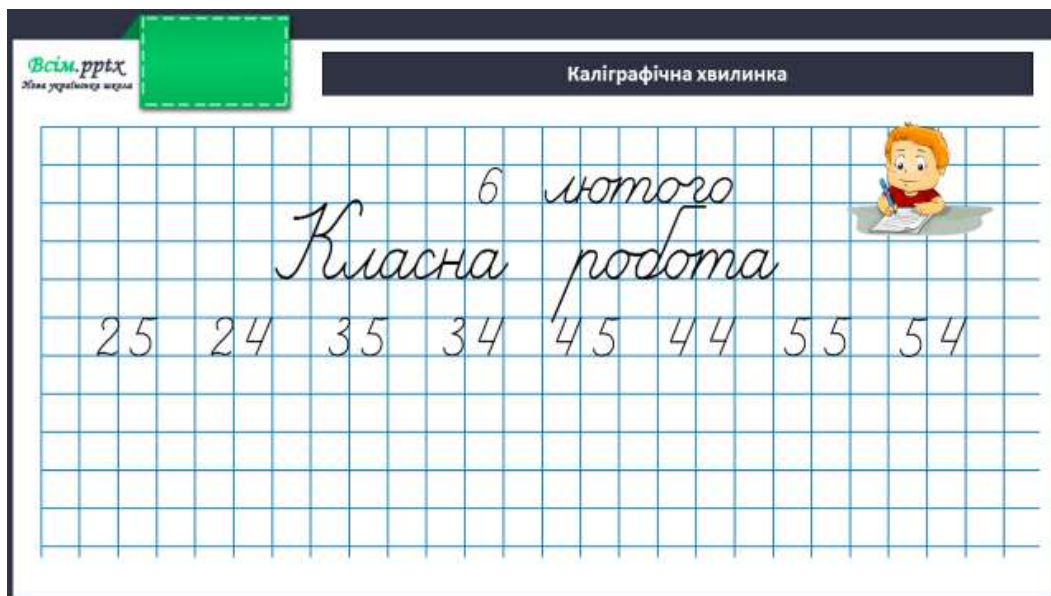 Всім.pptx
Нова українська школа
Каліграфічна хвилинка
6 лютого
Класна робота
25 24 35 34 45 44 55 54